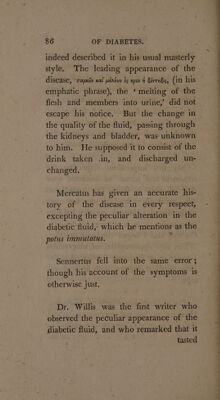 86 OF DIABETES.
indeed described it in his usual masterly
style. The leading appearance of the
disease, σαρκῶν καὶ μελέων ἐς οὖρον ἡ ξύντηξις, (in his
emphatic phrase), the ‘ melting of the
flesh and members into urine,’ did not
escape his notice. But the change in
the quality of the fluid, passing through
the kidneys and bladder, was unknown
to him. He supposed it to consist of the
drink taken in, and discharged un-
changed.
Mercatus has given an accurate his-
tory of the disease in every respect,
excepting the peculiar alteration in the
diabetic fluid, which he mentions as the
potus immutatus.
Sennertus fell into the same error ;
though his account of the symptoms is
otherwise just.
Dr. Willis was the first writer who
observed the peculiar appearance of the
diabetic fluid, and who remarked that it
tasted